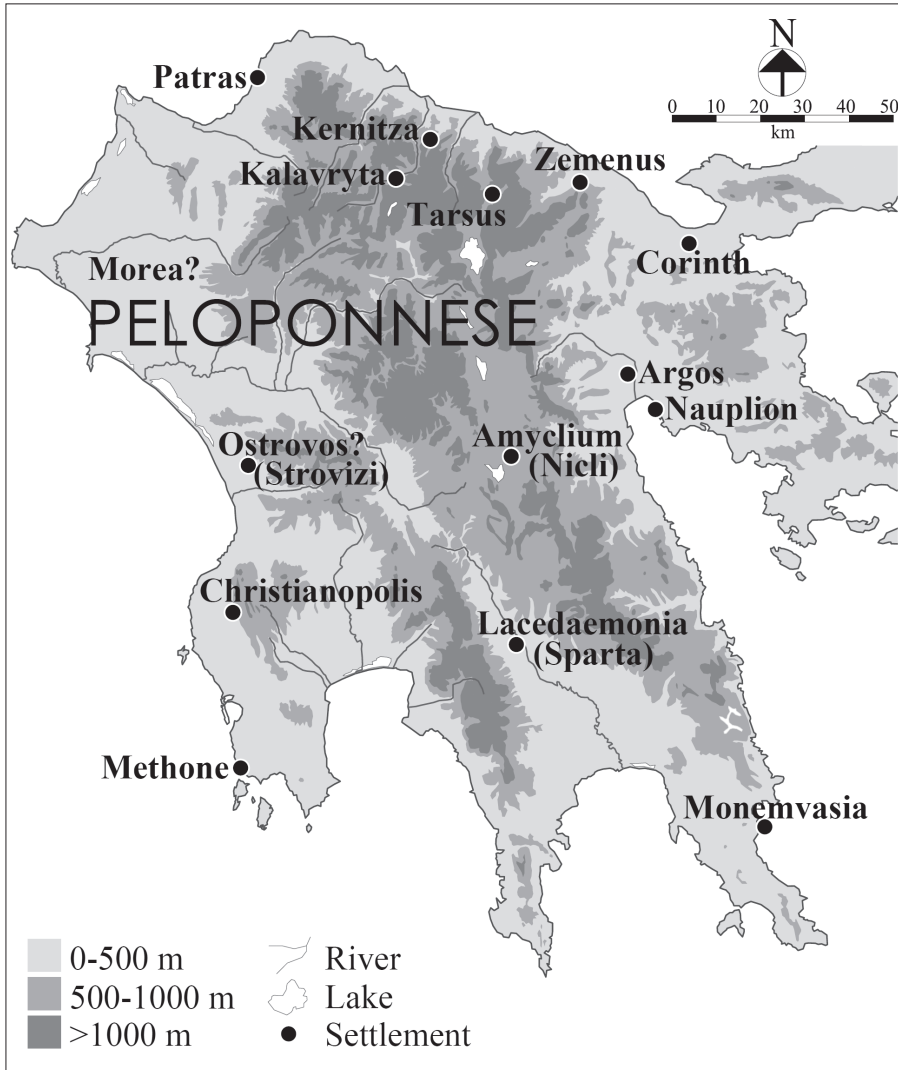 N
0 10 20 30 40 50
km
Patras
Kernitza
Kalavryta
Zemenus
Tarsus
Corinth
Morea?
PELOPONNESE
Argos
Nauplion
Amyclium
(Nicli)
Ostrovos?
(Strovizi)
Christianopolis
Lacedaemonia
(Sparta)
Methone
Monemvasia
0-500 m
500-1000 m
>1000 m
River
Lake
Settlement